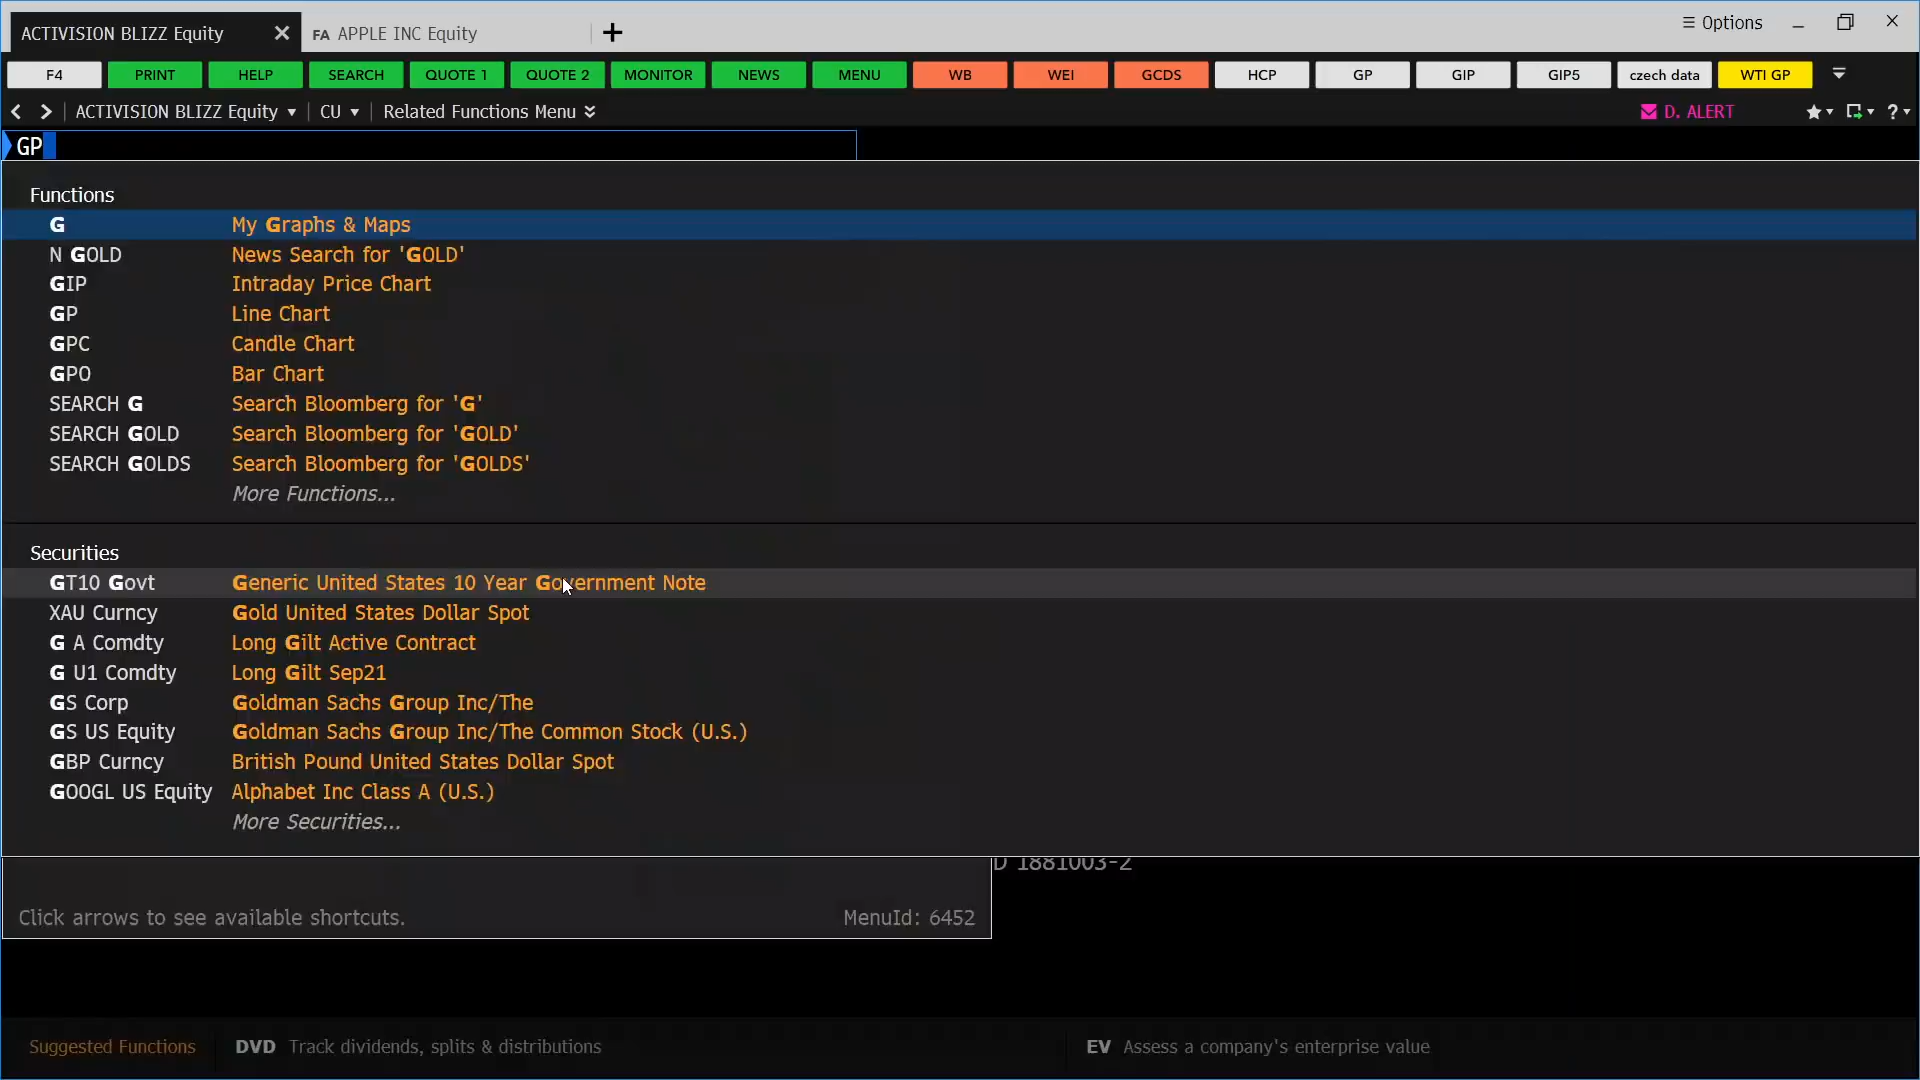 ACTIVISION BLIZZ Equity FA APPLE INC Equity Options
F4 PRINT HELP SEARCH QUOTE 1 QUOTE 2 MONITOR NEWS MENU WB WEI GCDS HCP GP GIP GIP5 czech data WTI GP
ACTIVISION BLIZZ Equity CU Related Functions Menu D. ALERT ?
GP
Functions
G My Graphs & Maps
N GOLD News Search for 'GOLD'
GIP Intraday Price Chart
GP Line Chart
GPC Candle Chart
GPO Bar Chart
SEARCH G Search Bloomberg for 'G'
SEARCH GOLD Search Bloomberg for 'GOLD'
SEARCH GOLDS Search Bloomberg for 'GOLDS'
More Functions...
Securities
GT10 Govt Generic United States 10 Year Government Note
XAU Curncy Gold United States Dollar Spot
G A Comdty Long Gilt Active Contract
G U1 Comdty Long Gilt Sep21
GS Corp Goldman Sachs Group Inc/The
GS US Equity Goldman Sachs Group Inc/The Common Stock (U.S.)
GBP Curncy British Pound United States Dollar Spot
GOOGL US Equity Alphabet Inc Class A (U.S.)
More Securities...
D 1881003-2
Click arrows to see available shortcuts. MenuId: 6452
Suggested Functions DVD Track dividends, splits & distributions EV Assess a company's enterprise value